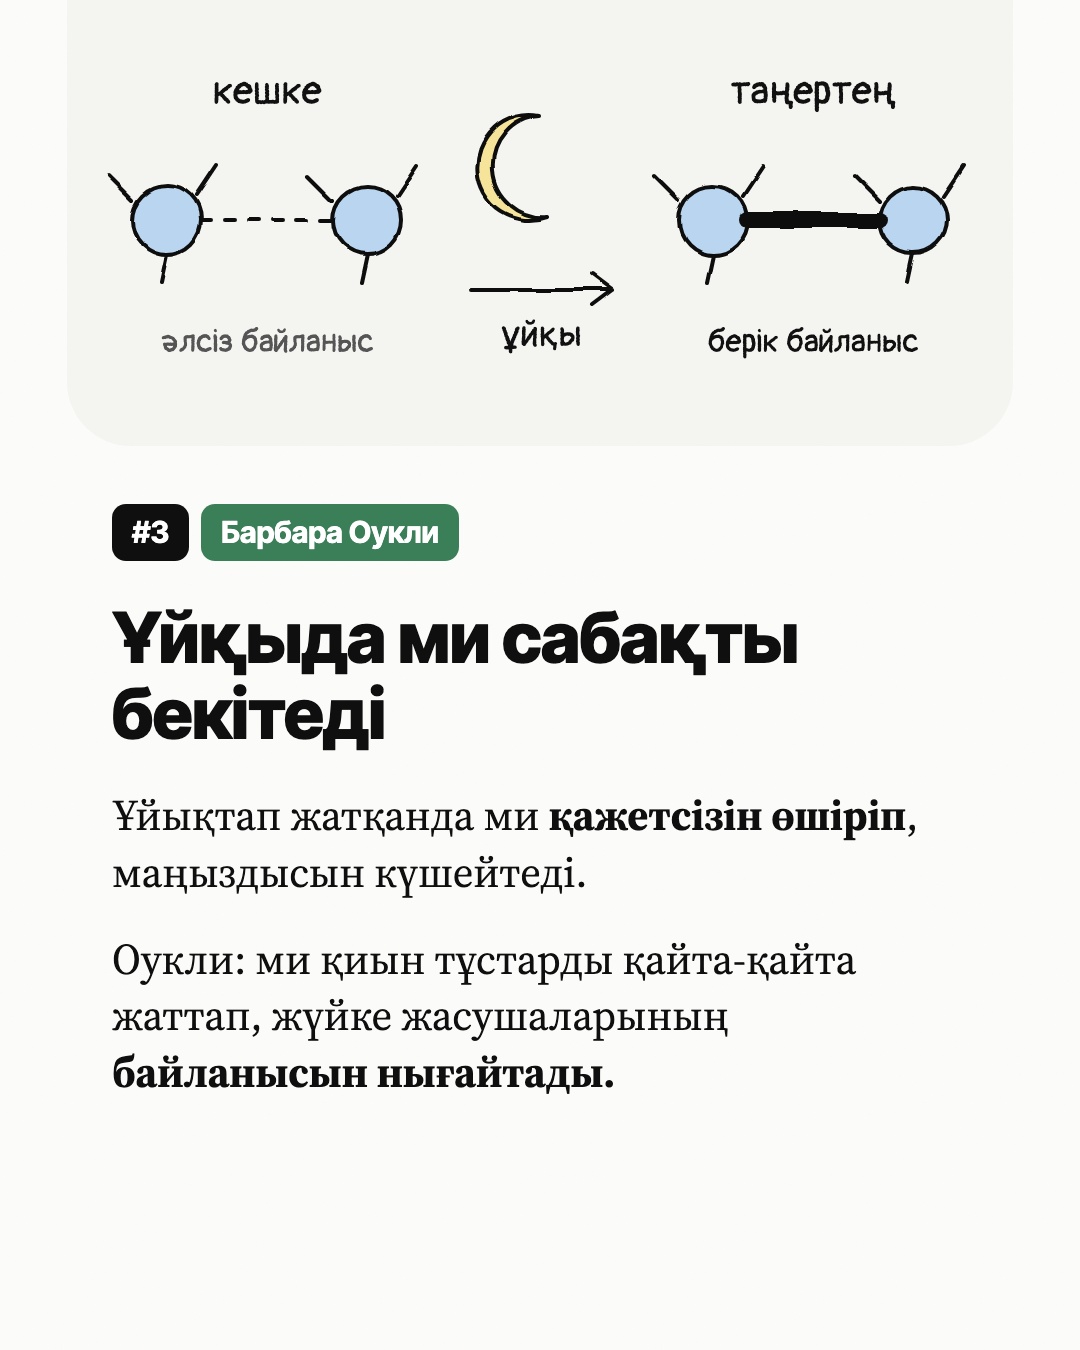 кешке
таңертең
әлсіз байланыс
ұйқы
берік байланыс
#3 Барбара Оукли
Ұйқыда ми сабақты
бекітеді
Ұйықтап жатқанда ми қажетсізін өшіріп,
маңыздысын күшейтеді.
Оукли: ми қиын тұстарды қайта-қайта
жаттап, жүйке жасушаларының
байланысын нығайтады.